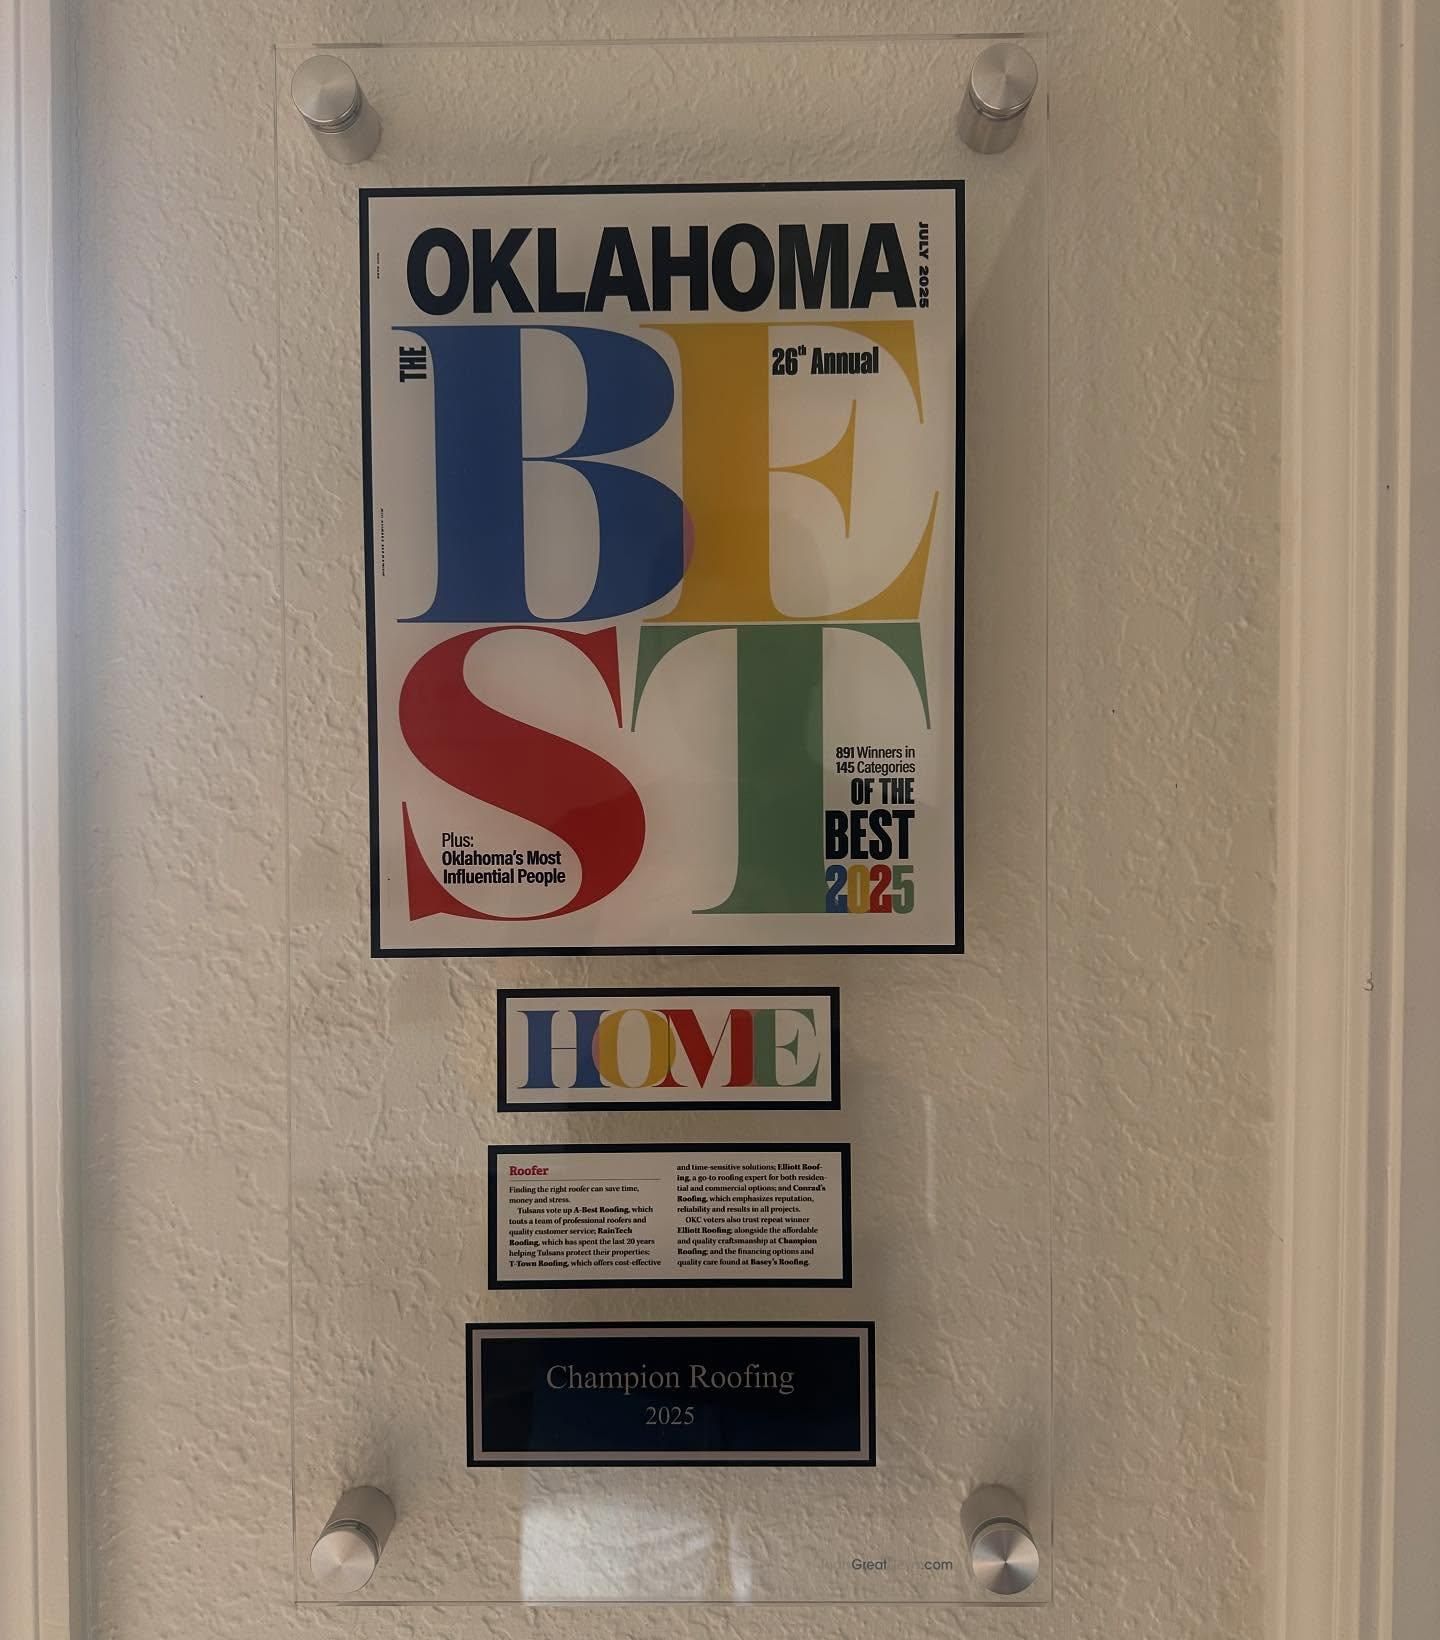 OKLAHOMA
JULY 2025
THE
BEST
26th Annual
891 Winners in
145 Categories
OF THE
BEST
2025
Plus:
Oklahoma's Most
Influential People
HOME
Roofer
Finding the right roofer can save time,
money and stress.
Tulsans vote up A-Best Roofing, which
touts a team of professional roofers and
quality customer service; RainTech
Roofing, which has spent the last 20 years
helping Tulsans protect their properties;
T-Town Roofing, which offers cost-effective
and time-sensitive solutions; Elliott Roof-
ing, a go-to roofing expert for both residen-
tial and commercial options; and Conrad's
Roofing, which emphasizes reputation,
reliability and results in all projects.
OKC voters also trust repeat winner
Elliott Roofing; alongside the affordable
and quality craftsmanship at Champion
Roofing; and the financing options and
quality care found at Basey's Roofing.
Champion Roofing
2025
Great
.com